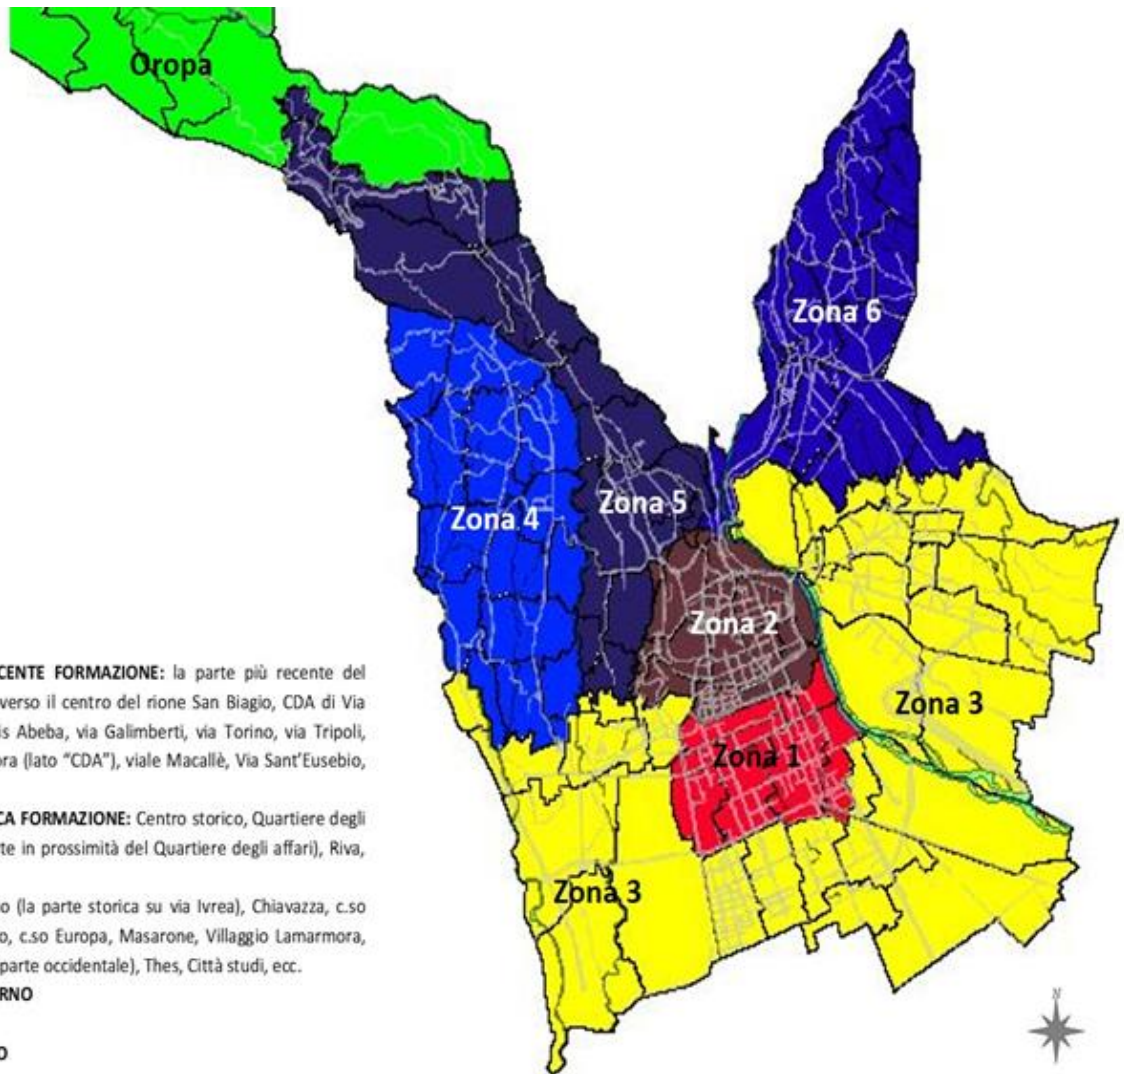 Oropa
Zona 6
Zona 5
Zona 4
Zona 2
Zona 3
Zona 1
Zona 3
CENTE FORMAZIONE: la parte più recente del
verso il centro del rione San Biagio, CDA di Via
is Abeba, via Galimberti, via Torino, via Tripoli,
ora (lato “CDA”), viale Macallè, Via Sant’Eusebio,
CA FORMAZIONE: Centro storico, Quartiere degli
te in prossimità del Quartiere degli affari), Riva,
o (la parte storica su via Ivrea), Chiavazza, c.so
o, c.so Europa, Masarone, Villaggio Lamarmora,
parte occidentale), Thes, Città studi, ecc.
RNO
O
N